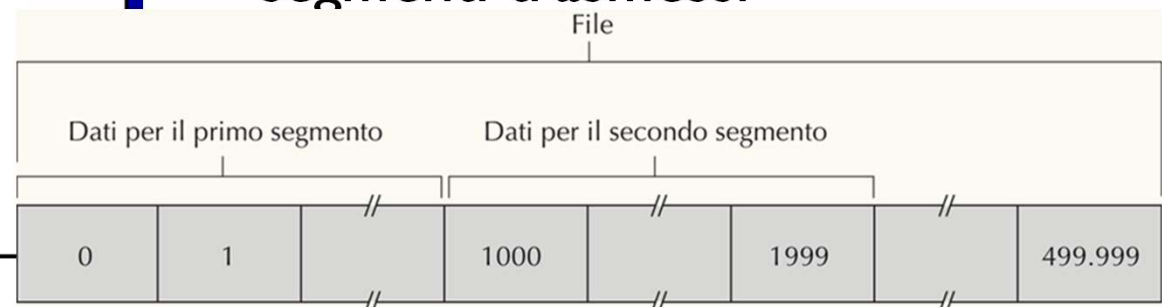 File
Dati per il primo segmento Dati per il secondo segmento
0 1 1000 1999 499.999